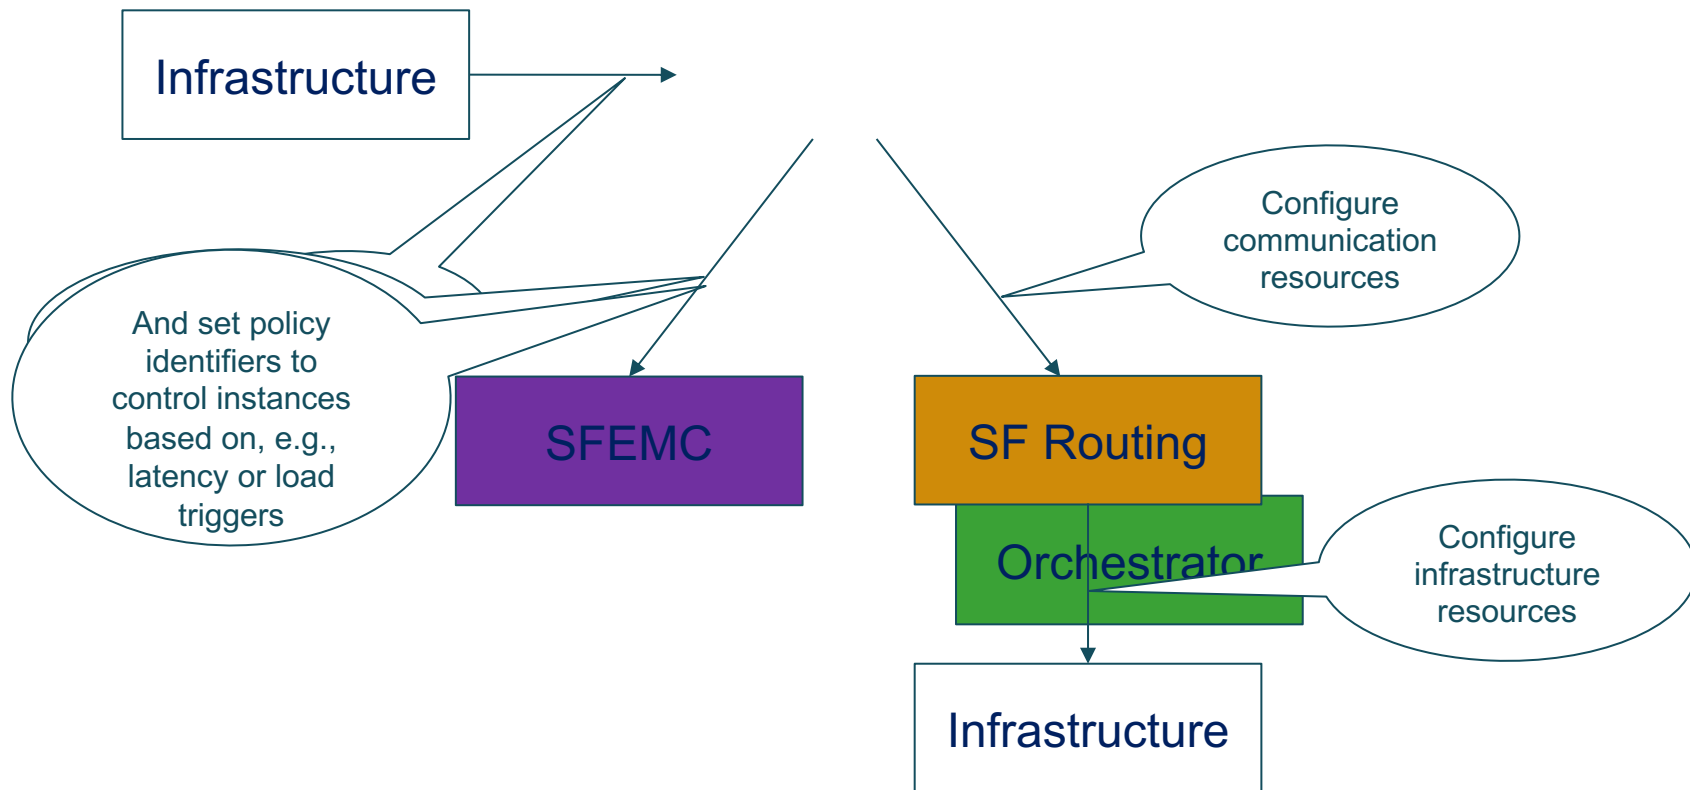 Infrastructure
Configure
communication
resources
And set policy
identifiers to
control instances
based on, e.g.,
latency or load
triggers
SFEMC
SF Routing
Orchestrator
Configure
infrastructure
resources
Infrastructure